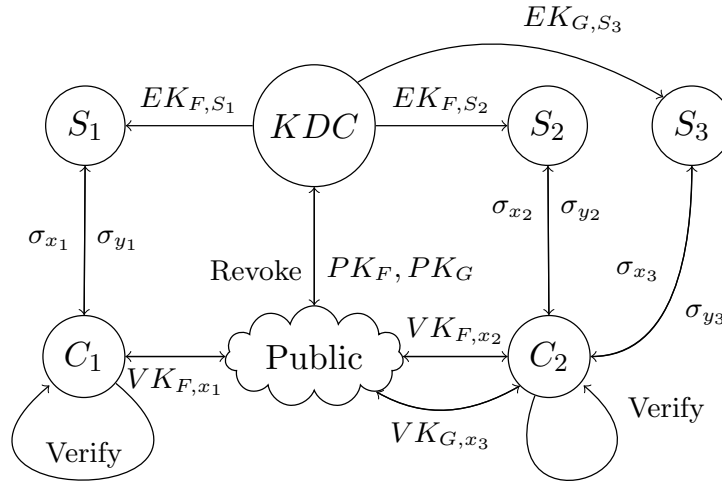 EK_{G,S_3}
EK_{F,S_1}
EK_{F,S_2}
S_1
KDC
S_2
S_3
σ_{x_1}
σ_{y_1}
σ_{x_2}
σ_{y_2}
Revoke
PK_F, PK_G
σ_{x_3}
σ_{y_3}
VK_{F,x_2}
C_1
Public
C_2
VK_{F,x_1}
Verify
VK_{G,x_3}
Verify